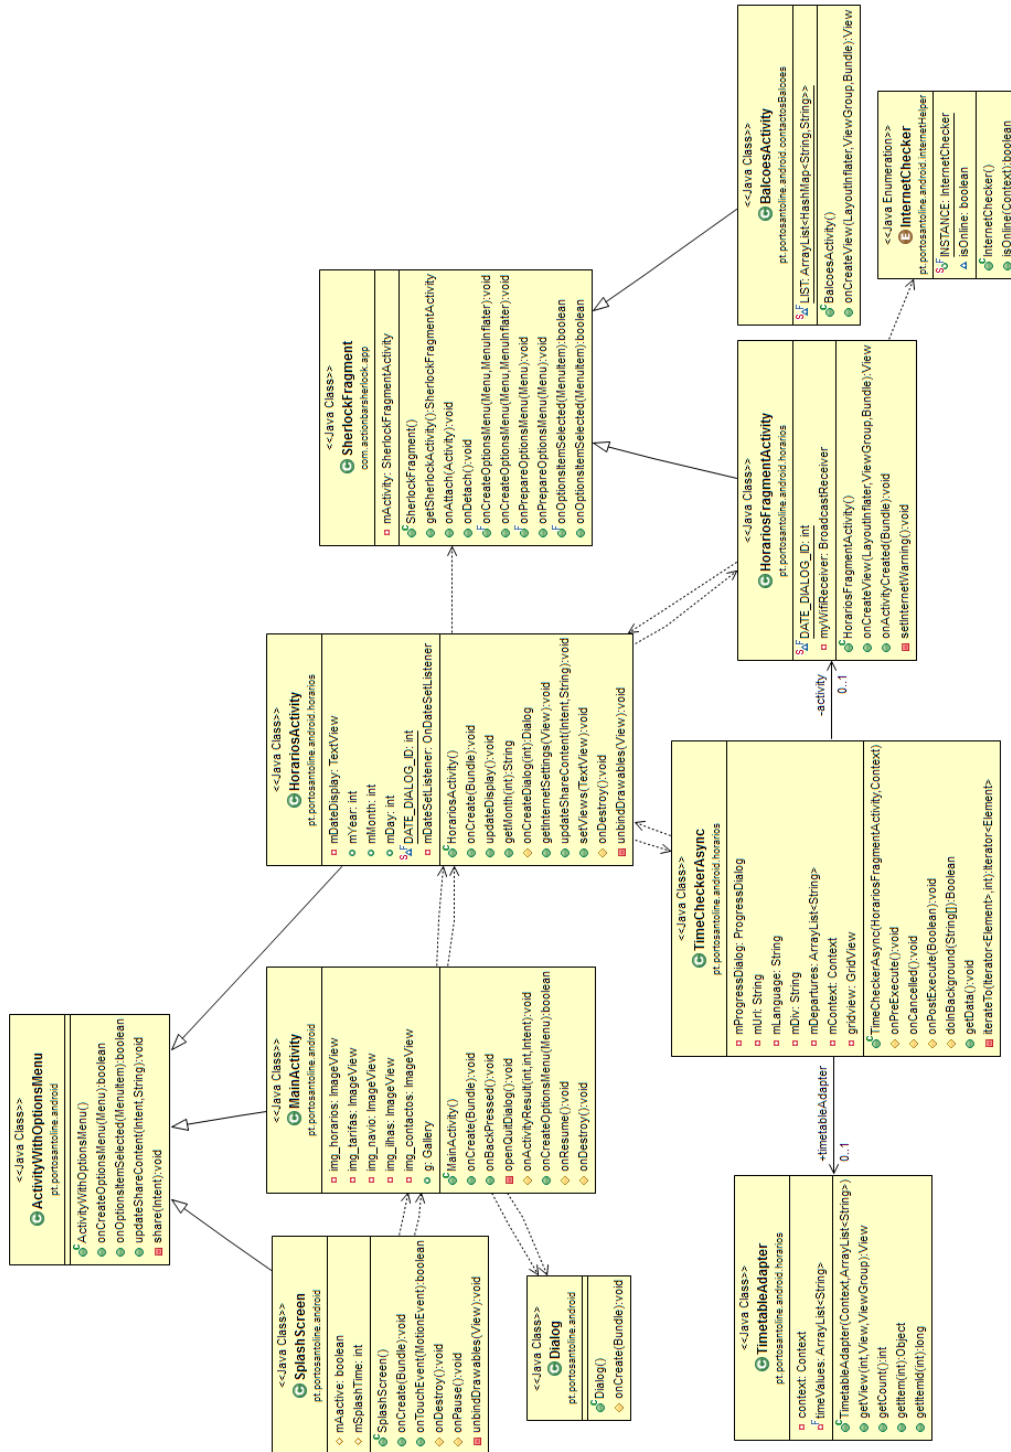 <<Java Class>>
ActivityWithOptionsMenu
pt.portosantoline.android
ActivityWithOptionsMenu()
onCreateOptionsMenu(Menu):boolean
onOptionsItemSelected(MenuItem):boolean
updateShareContent(Intent,String):void
share(Intent):void
<<Java Class>>
SplashScreen
pt.portosantoline.android
mAactive: boolean
mSplashTime: int
SplashScreen()
onCreate(Bundle):void
onTouchEvent(MotionEvent):boolean
onDestroy():void
onPause():void
unbindDrawables(View):void
<<Java Class>>
MainActivity
pt.portosantoline.android
img_horarios: ImageView
img_tarifas: ImageView
img_navio: ImageView
img_ilhas: ImageView
img_contactos: ImageView
g: Gallery
MainActivity()
onCreate(Bundle):void
onBackPressed():void
openQuitDialog():void
onActivityResult(int,int,Intent):void
onCreateOptionsMenu(Menu):boolean
onResume():void
onDestroy():void
<<Java Class>>
HorariosActivity
pt.portosantoline.android.horarios
mDateDisplay: TextView
mYear: int
mMonth: int
mDay: int
DATE_DIALOG_ID: int
mDateSetListener: OnDateSetListener
HorariosActivity()
onCreate(Bundle):void
updateDisplay():void
getMonth(int):String
onCreateDialog(int):Dialog
getInternetSettings(View):void
updateShareContent(Intent,String):void
setViews(TextView):void
onDestroy():void
unbindDrawables(View):void
<<Java Class>>
SherlockFragment
com.actionbarsherlock.app
mActivity: SherlockFragmentActivity
SherlockFragment()
getSherlockActivity():SherlockFragmentActivity
onAttach(Activity):void
onDetach():void
onCreateOptionsMenu(Menu,MenuInflater):void
onCreateOptionsMenu(Menu,MenuInflater):void
onPrepareOptionsMenu(Menu):void
onPrepareOptionsMenu(Menu):void
onOptionsItemSelected(MenuItem):boolean
onOptionsItemSelected(MenuItem):boolean
<<Java Class>>
Dialog
pt.portosantoline.android
Dialog()
onCreate(Bundle):void
<<Java Class>>
TimeCheckerAsync
pt.portosantoline.android.horarios
mProgressDialog: ProgressDialog
mUrl: String
mLanguage: String
mDiv: String
mDepartures: ArrayList<String>
mContext: Context
gridview: GridView
TimeCheckerAsync(HorariosFragmentActivity,Context)
onPreExecute():void
onCancelled():void
onPostExecute(Boolean):void
doInBackground(String[]):Boolean
getData():void
iterateTo(Iterator<Element>,int):Iterator<Element>
+timetableAdapter
0..1
-activity
0..1
<<Java Class>>
TimetableAdapter
pt.portosantoline.android.horarios
context: Context
timeValues: ArrayList<String>
TimetableAdapter(Context,ArrayList<String>)
getView(int,View,ViewGroup):View
getCount():int
getItem(int):Object
getItemId(int):long
<<Java Class>>
HorariosFragmentActivity
pt.portosantoline.android.horarios
DATE_DIALOG_ID: int
myWifiReceiver: BroadcastReceiver
HorariosFragmentActivity()
onCreateView(LayoutInflater,ViewGroup,Bundle):View
onActivityCreated(Bundle):void
setInternetWarning():void
<<Java Class>>
BalcoesActivity
pt.portosantoline.android.contactosBalcoes
LIST: ArrayList<HashMap<String,String>>
BalcoesActivity()
onCreateView(LayoutInflater,ViewGroup,Bundle):View
<<Java Enumeration>>
InternetChecker
pt.portosantoline.android.internetHelper
INSTANCE: InternetChecker
isOnline: boolean
InternetChecker()
isOnline(Context):boolean